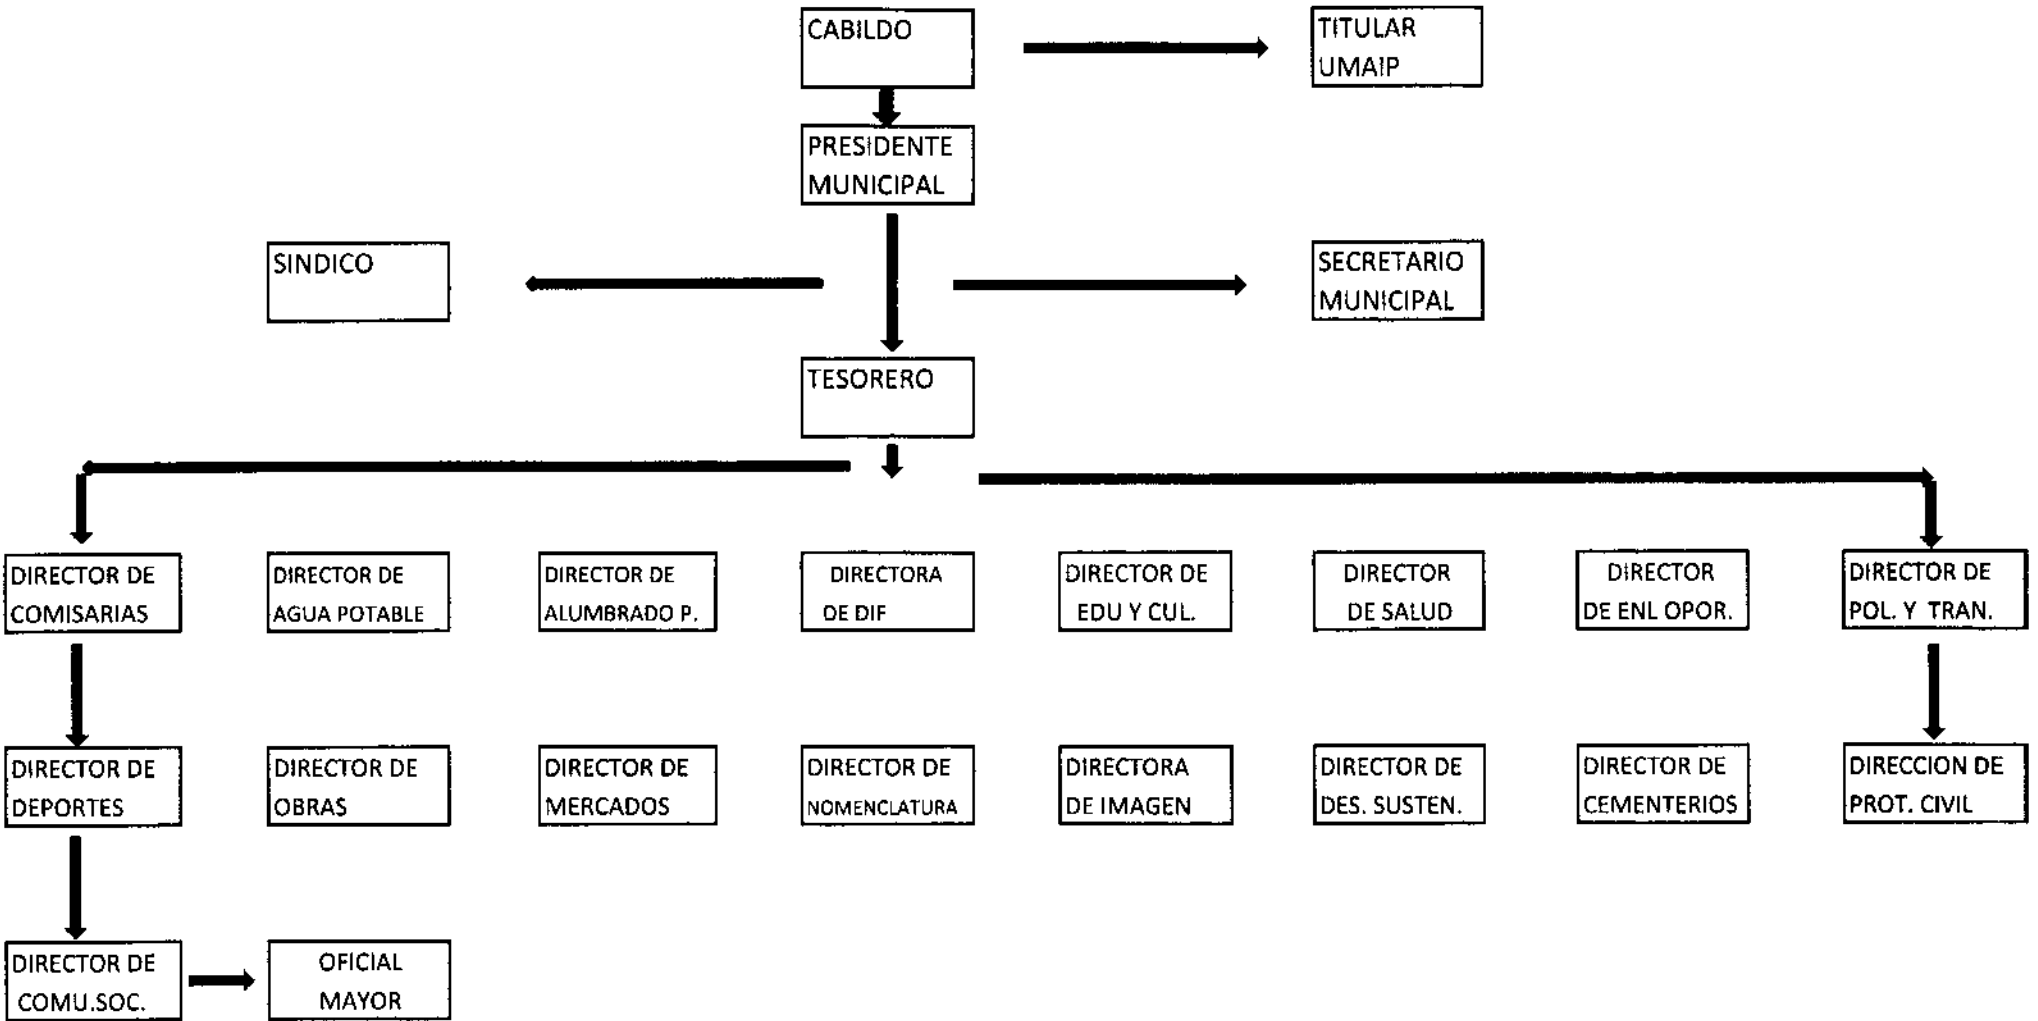 CABILDO
TITULAR
UMAIP
PRESIDENTE
MUNICIPAL
SINDICO
SECRETARIO
MUNICIPAL
TESORERO
DIRECTOR DE
COMISARIAS
DIRECTOR DE
AGUA POTABLE
DIRECTOR DE
ALUMBRADO P.
DIRECTORA
DE DIF
DIRECTOR DE
EDU Y CUL.
DIRECTOR
DE SALUD
DIRECTOR
DE ENL OPOR.
DIRECTOR DE
POL. Y TRAN.
DIRECTOR DE
DEPORTES
DIRECTOR DE
OBRAS
DIRECTOR DE
MERCADOS
DIRECTOR DE
NOMENCLATURA
DIRECTORA
DE IMAGEN
DIRECTOR DE
DES. SUSTEN.
DIRECTOR DE
CEMENTERIOS
DIRECCION DE
PROT. CIVIL
DIRECTOR DE
COMU.SOC.
OFICIAL
MAYOR